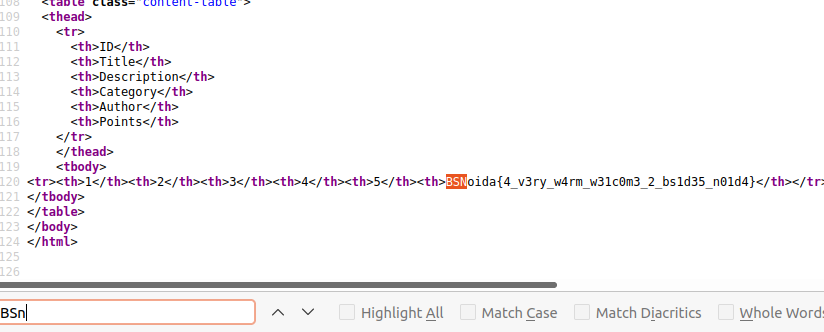 108 <table class="content-table">
109 <thead>
110 <tr>
111 <th>ID</th>
112 <th>Title</th>
113 <th>Description</th>
114 <th>Category</th>
115 <th>Author</th>
116 <th>Points</th>
117 </tr>
118 </thead>
119 <tbody>
120 <tr><th>1</th><th>2</th><th>3</th><th>4</th><th>5</th><th>BSNoida{4_v3ry_w4rm_w31c0m3_2_bs1d35_n01d4}</th></tr>
121 </tbody>
122 </table>
123 </body>
124 </html>
125
126
BSn Highlight All Match Case Match Diacritics Whole Words